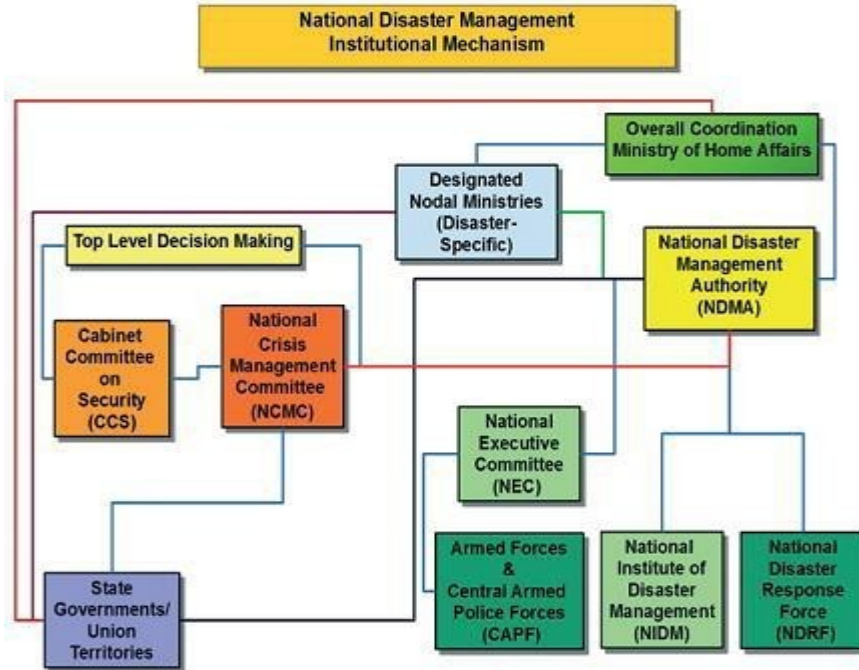 National Disaster Management
Institutional Mechanism
Overall Coordination
Ministry of Home Affairs
Designated
Nodal Ministries
(Disaster-
Specific)
Top Level Decision Making
National Disaster
Management
Authority
(NDMA)
Cabinet
Committee
on
Security
(CCS)
National
Crisis
Management
Committee
(NCMC)
National
Executive
Committee
(NEC)
State
Governments/
Union
Territories
Armed Forces
&
Central Armed
Police Forces
(CAPF)
National
Institute of
Disaster
Management
(NIDM)
National
Disaster
Response
Force
(NDRF)